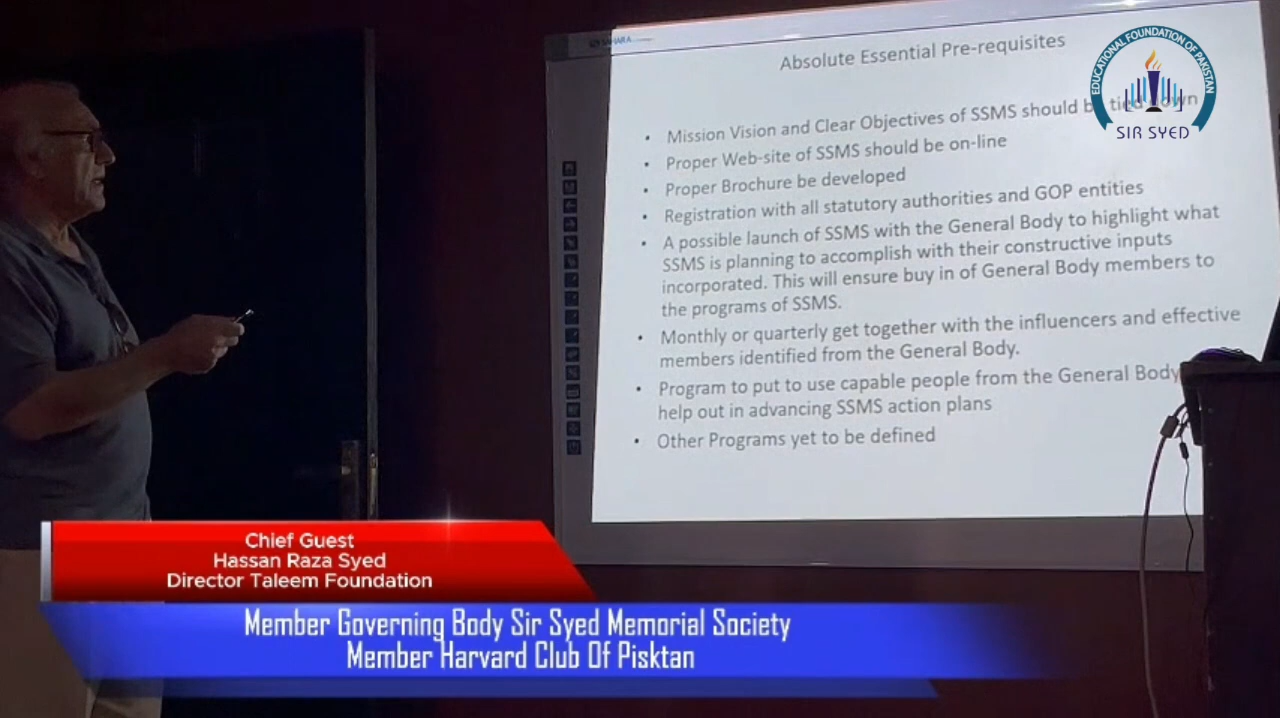 SAHARA
Absolute Essential Pre-requisites
EDUCATIONAL FOUNDATION OF PAKISTAN
SIR SYED
• Mission Vision and Clear Objectives of SSMS should be tied down
• Proper Web-site of SSMS should be on-line
• Proper Brochure be developed
• Registration with all statutory authorities and GOP entities
• A possible launch of SSMS with the General Body to highlight what
SSMS is planning to accomplish with their constructive inputs
incorporated. This will ensure buy in of General Body members to
the programs of SSMS.
• Monthly or quarterly get together with the influencers and effective
members identified from the General Body.
• Program to put to use capable people from the General Body
help out in advancing SSMS action plans
• Other Programs yet to be defined
Chief Guest
Hassan Raza Syed
Director Taleem Foundation
Member Governing Body Sir Syed Memorial Society
Member Harvard Club Of Pisktan